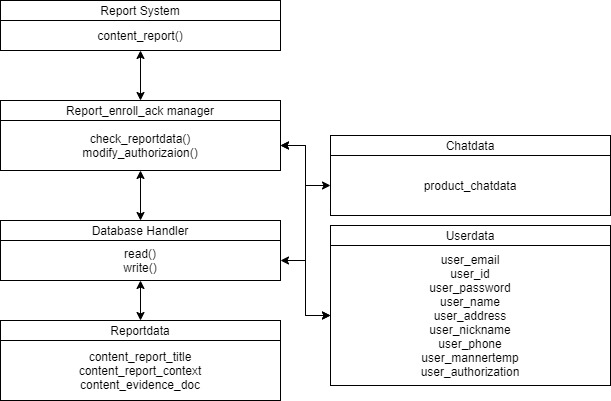 Report System
content_report()
Report_enroll_ack manager
check_reportdata()
modify_authorizaion()
Database Handler
read()
write()
Reportdata
content_report_title
content_report_context
content_evidence_doc
Chatdata
product_chatdata
Userdata
user_email
user_id
user_password
user_name
user_address
user_nickname
user_phone
user_mannertemp
user_authorization